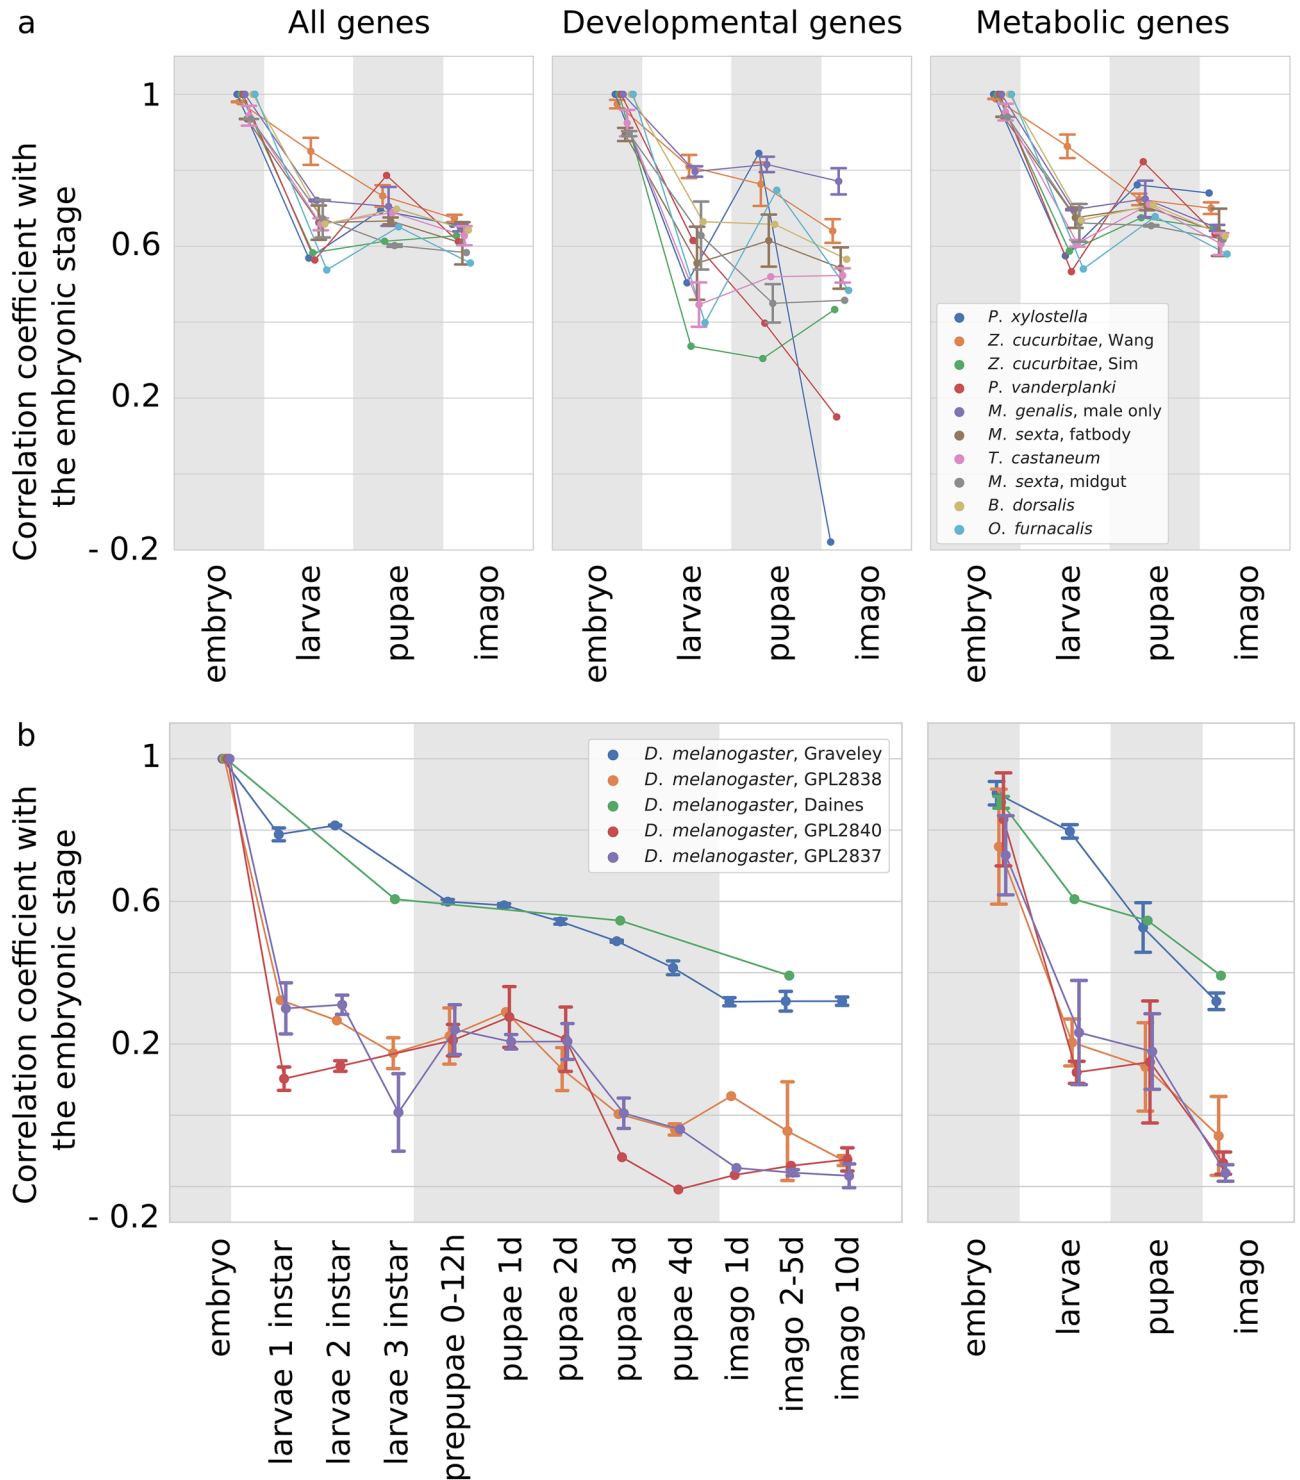 a
All genes
Developmental genes
Metabolic genes
Correlation coefficient with
the embryonic stage
1
0.6
0.2
- 0.2
P. xylostella
Z. cucurbitae, Wang
Z. cucurbitae, Sim
P. vanderplanki
M. genalis, male only
M. sexta, fatbody
T. castaneum
M. sexta, midgut
B. dorsalis
O. furnacalis
embryo
larvae
pupae
imago
embryo
larvae
pupae
imago
embryo
larvae
pupae
imago
b
Correlation coefficient with
the embryonic stage
1
0.6
0.2
- 0.2
D. melanogaster, Graveley
D. melanogaster, GPL2838
D. melanogaster, Daines
D. melanogaster, GPL2840
D. melanogaster, GPL2837
embryo
larvae 1 instar
larvae 2 instar
larvae 3 instar
prepupae 0-12h
pupae 1d
pupae 2d
pupae 3d
pupae 4d
imago 1d
imago 2-5d
imago 10d
embryo
larvae
pupae
imago